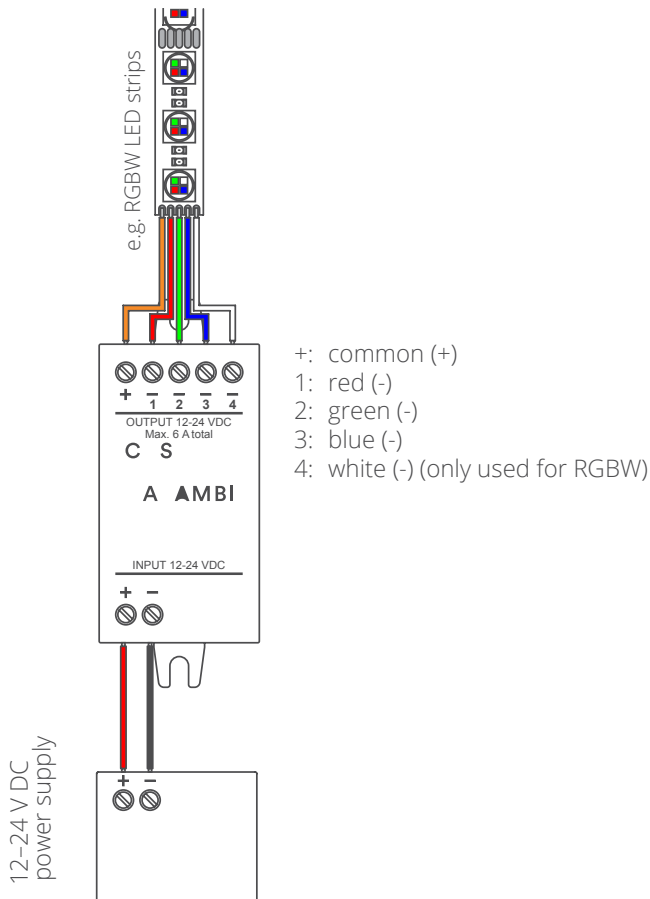 e.g. RGBW LED strips
+ 1 2 3 4
OUTPUT 12-24 VDC
Max. 6 A total
C S
A AMBI
INPUT 12-24 VDC
+ −
+: common (+)
1: red (-)
2: green (-)
3: blue (-)
4: white (-) (only used for RGBW)
12–24 V DC
power supply
+ −